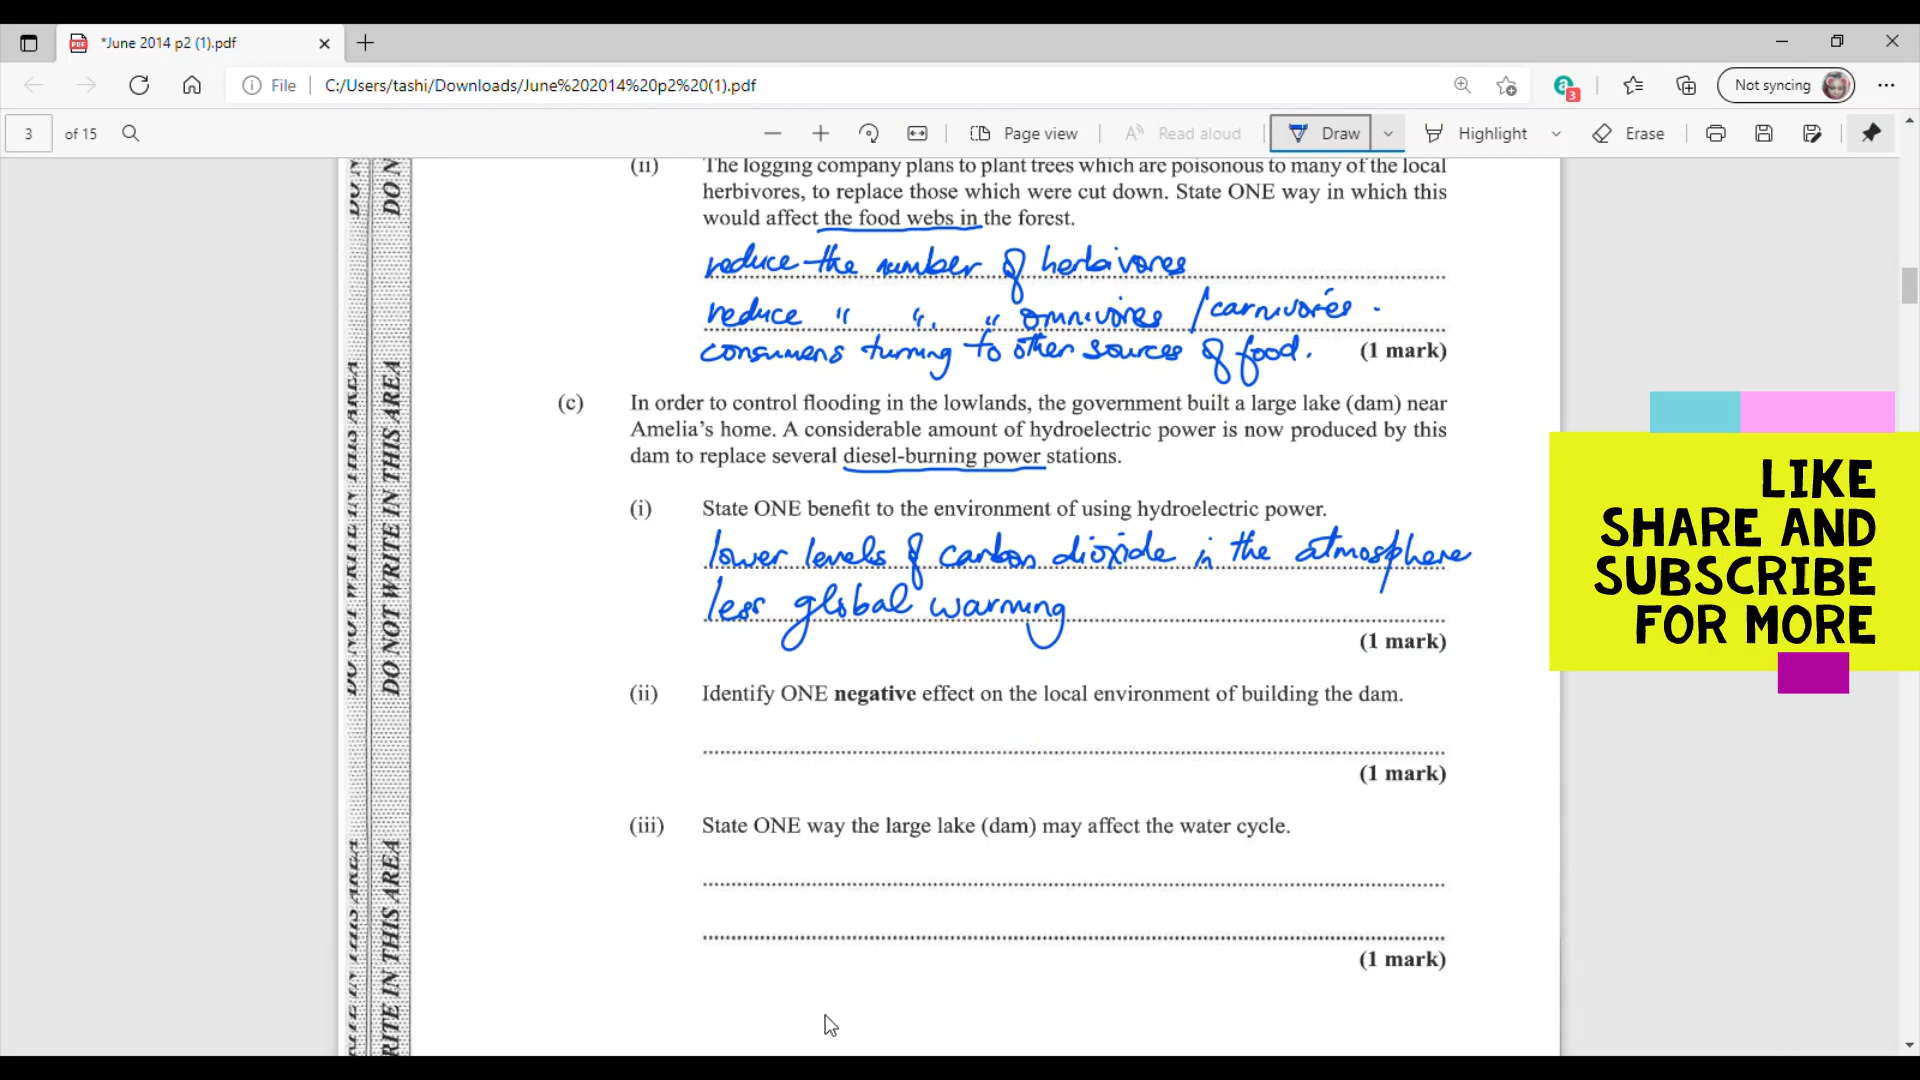 *June 2014 p2 (1).pdf
File C:/Users/tashi/Downloads/June%202014%20p2%20(1).pdf
a 3
Not syncing
3 of 15
Page view
Read aloud
Draw
Highlight
Erase
(ii) The logging company plans to plant trees which are poisonous to many of the local
herbivores, to replace those which were cut down. State ONE way in which this
would affect the food webs in the forest.
reduce the number of herbivores
reduce " " " omnivores / carnivores.
consumers turning to other sources of food. (1 mark)
(c) In order to control flooding in the lowlands, the government built a large lake (dam) near
Amelia's home. A considerable amount of hydroelectric power is now produced by this
dam to replace several diesel-burning power stations.
(i) State ONE benefit to the environment of using hydroelectric power.
lower levels of carbon dioxide in the atmosphere
less global warming
(1 mark)
(ii) Identify ONE negative effect on the local environment of building the dam.
(1 mark)
(iii) State ONE way the large lake (dam) may affect the water cycle.
(1 mark)
DO NOT WRITE IN THIS AREA
DO NOT WRITE IN THIS AREA
LIKE
SHARE AND
SUBSCRIBE
FOR MORE